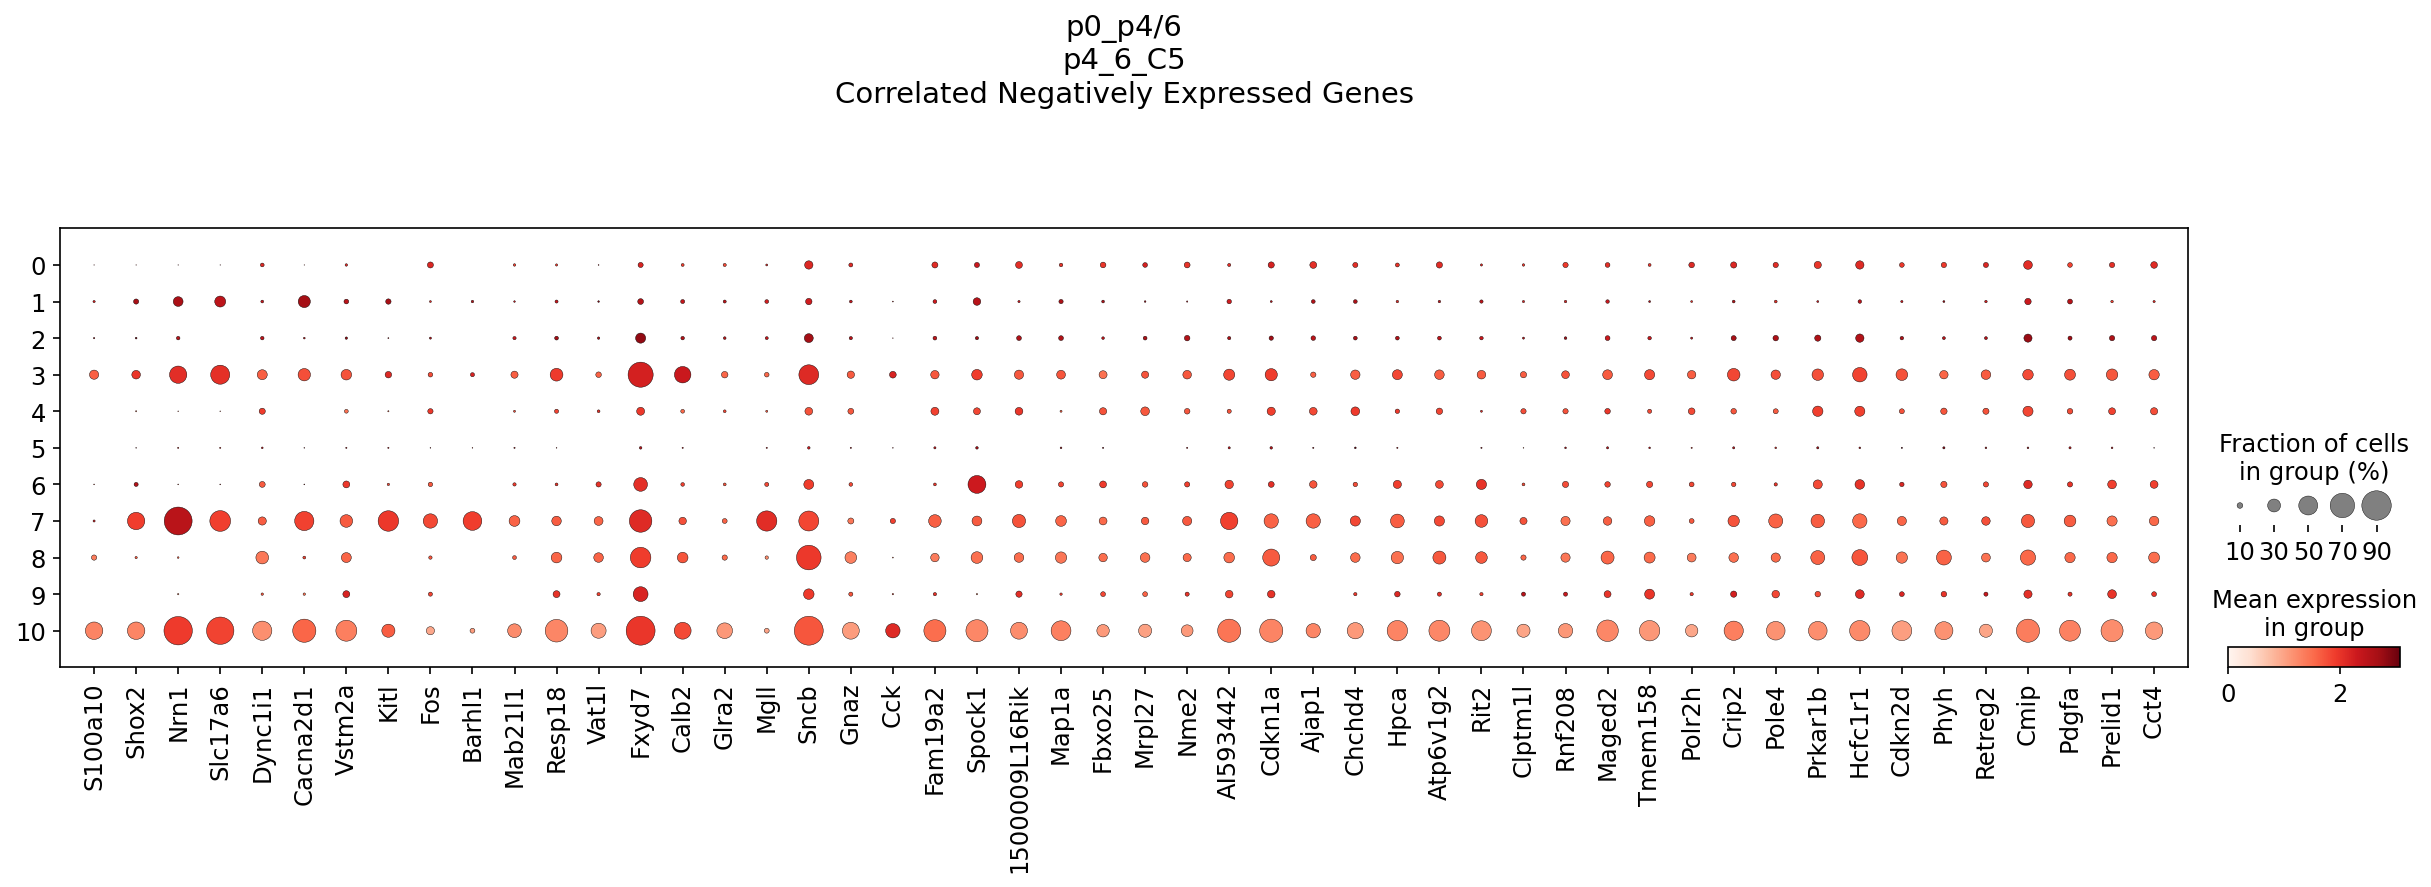 p0_p4/6
p4_6_C5
Correlated Negatively Expressed Genes
0
1
2
3
4
5
6
7
8
9
10
S100a10
Shox2
Nrn1
Slc17a6
Dync1i1
Cacna2d1
Vstm2a
Kitl
Fos
Barhl1
Mab21l1
Resp18
Vat1l
Fxyd7
Calb2
Glra2
Mgll
Sncb
Gnaz
Cck
Fam19a2
Spock1
1500009L16Rik
Map1a
Fbxo25
Mrpl27
Nme2
AI593442
Cdkn1a
Ajap1
Chchd4
Hpca
Atp6v1g2
Rit2
Clptm1l
Rnf208
Maged2
Tmem158
Polr2h
Crip2
Pole4
Prkar1b
Hcfc1r1
Cdkn2d
Phyh
Retreg2
Cmip
Pdgfa
Prelid1
Cct4
Fraction of cells
in group (%)
10 30 50 70 90
Mean expression
in group
0 2